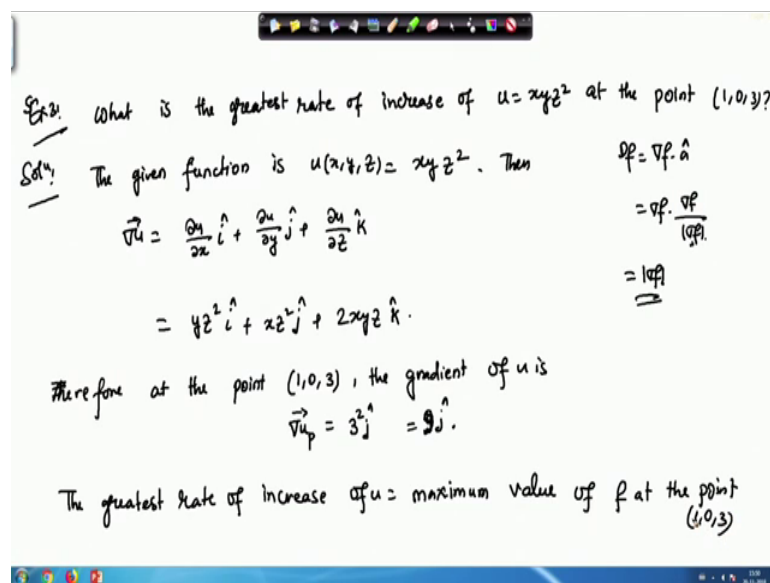 Ex 3: What is the greatest rate of increase of u = xyz² at the point (1,0,3)?
Solⁿ: The given function is u(x,y,z) = xyz². Then
∇⃗u = ∂u/∂x î + ∂u/∂y ĵ + ∂u/∂z k̂
= yz² î + xz² ĵ + 2xyz k̂.
Df = ∇f · â
= ∇f · ∇f/|∇f|.
= |∇f|
Therefore at the point (1,0,3), the gradient of u is
∇⃗u_p = 3² ĵ = 9ĵ.
The greatest rate of increase of u = maximum value of f at the point
(1,0,3)